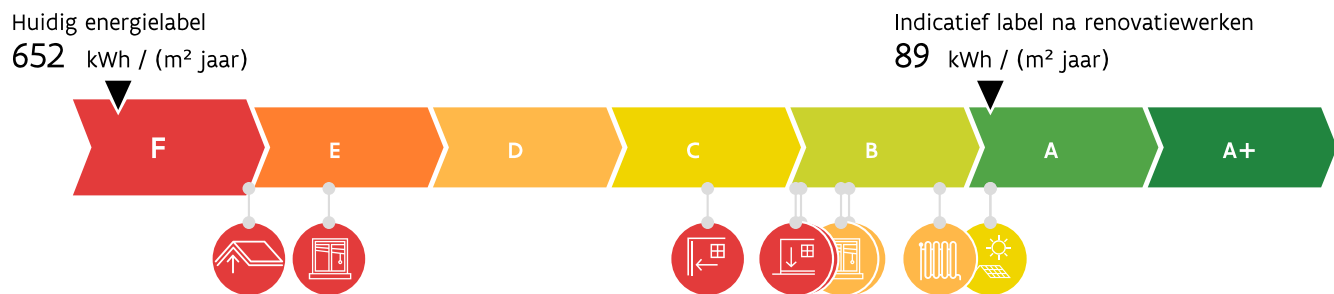 Huidig energielabel
652 kWh / (m² jaar)
Indicatief label na renovatiewerken
89 kWh / (m² jaar)
F E D C B A A+